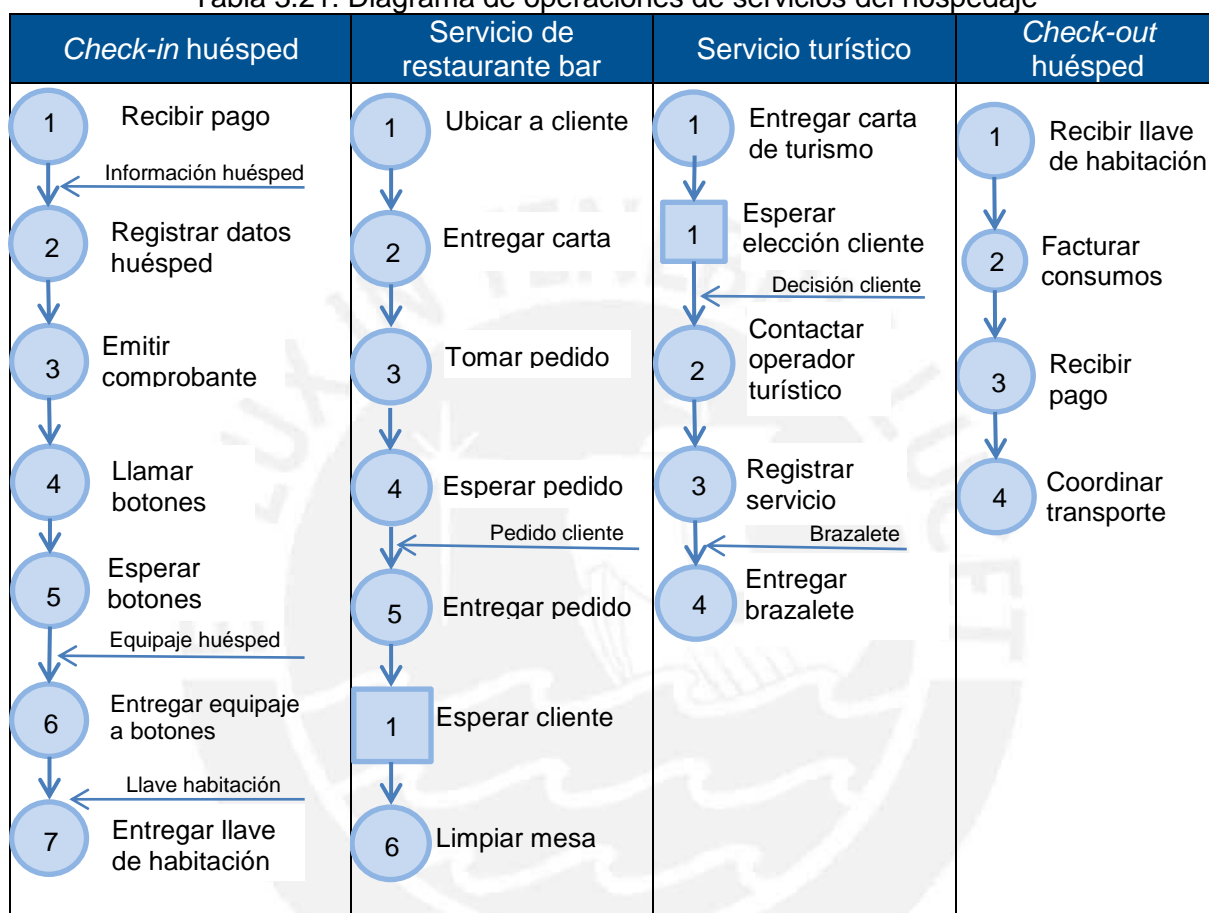 Tabla 3.21: Diagrama de operaciones de servicios del hospedaje
Check-in huésped
Servicio de
restaurante bar
Servicio turístico
Check-out
huésped
1
Recibir pago
Información huésped
2
Registrar datos
huésped
3
Emitir
comprobante
4
Llamar
botones
5
Esperar
botones
Equipaje huésped
6
Entregar equipaje
a botones
Llave habitación
7
Entregar llave
de habitación
1
Ubicar a cliente
2
Entregar carta
3
Tomar pedido
4
Esperar pedido
Pedido cliente
5
Entregar pedido
1
Esperar cliente
6
Limpiar mesa
1
Entregar carta
de turismo
1
Esperar
elección cliente
Decisión cliente
2
Contactar
operador
turístico
3
Registrar
servicio
Brazalete
4
Entregar
brazalete
1
Recibir llave
de habitación
2
Facturar
consumos
3
Recibir
pago
4
Coordinar
transporte